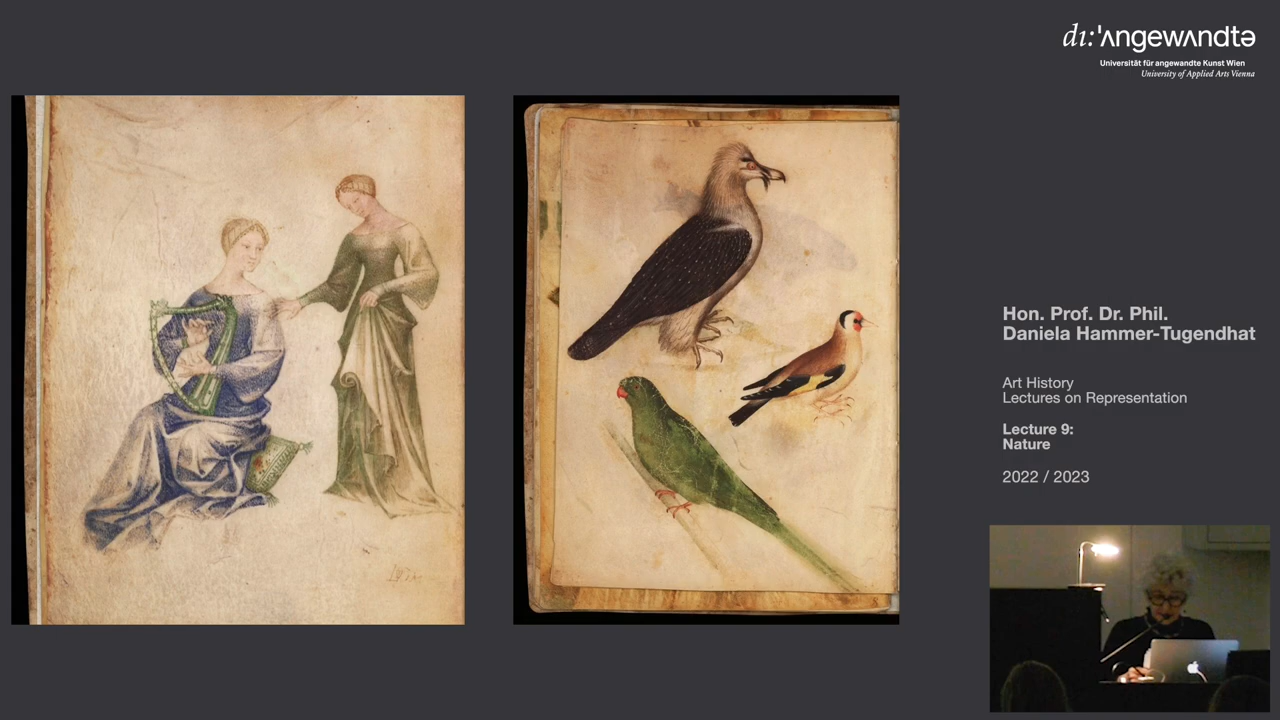 dı:ˈʌngewʌndtə
Universität für angewandte Kunst Wien
University of Applied Arts Vienna
Hon. Prof. Dr. Phil.
Daniela Hammer-Tugendhat
Art History
Lectures on Representation
Lecture 9:
Nature
2022 / 2023